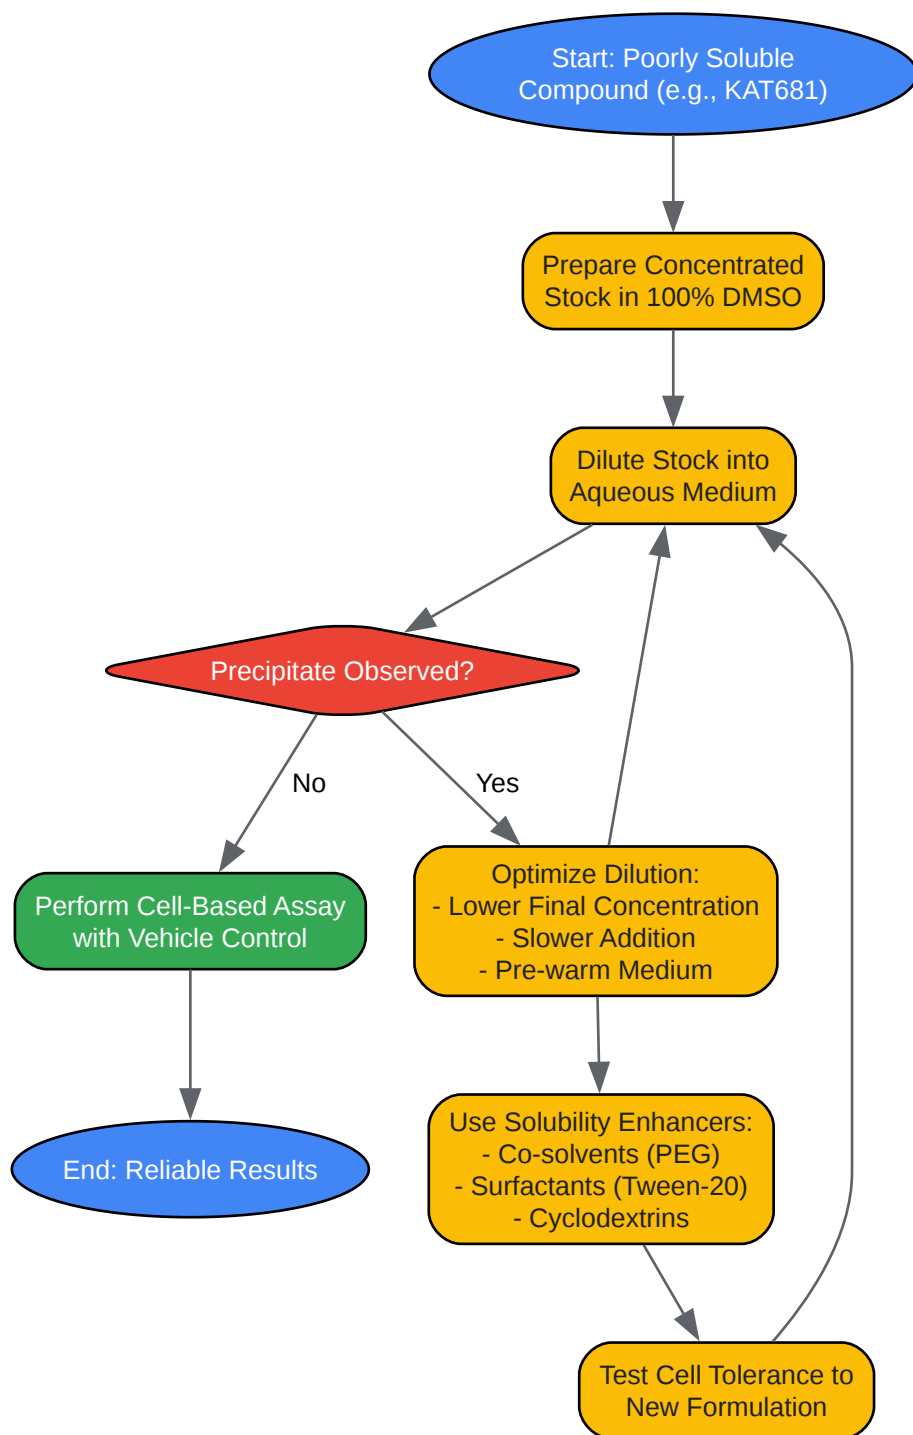 Start: Poorly Soluble
Compound (e.g., KAT681)
Prepare Concentrated
Stock in 100% DMSO
Dilute Stock into
Aqueous Medium
Precipitate Observed?
No
Yes
Perform Cell-Based Assay
with Vehicle Control
Optimize Dilution:
- Lower Final Concentration
- Slower Addition
- Pre-warm Medium
End: Reliable Results
Use Solubility Enhancers:
- Co-solvents (PEG)
- Surfactants (Tween-20)
- Cyclodextrins
Test Cell Tolerance to
New Formulation